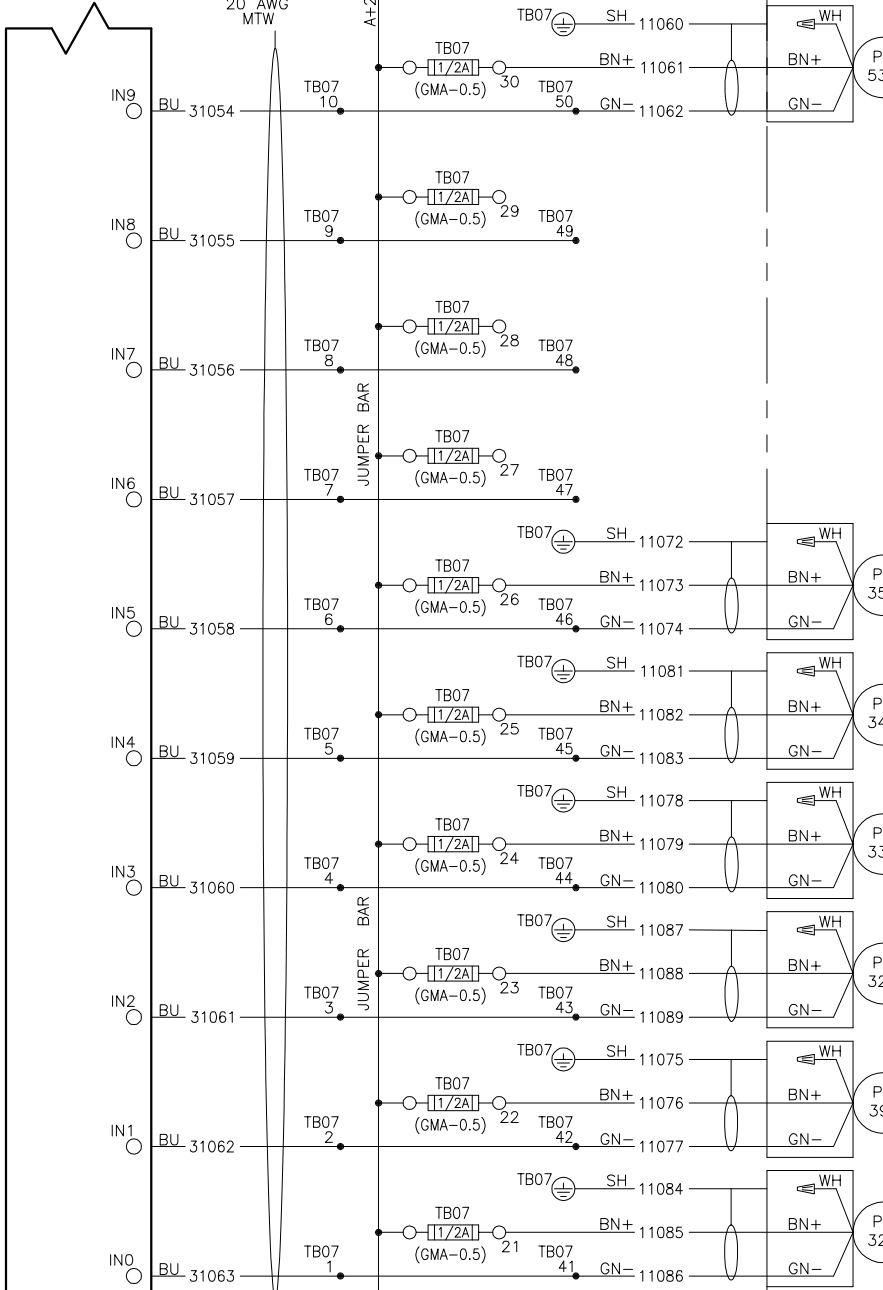 20 AWG
MTW
A+2
TB07 SH 11060 WH
TB07
1/2A 30 BN+ 11061 BN+
(GMA-0.5)
P
53
IN9 BU 31054 TB07 10 TB07 50 GN- 11062 GN-
TB07
1/2A 29
(GMA-0.5)
IN8 BU 31055 TB07 9 TB07 49
TB07
1/2A 28
(GMA-0.5)
IN7 BU 31056 TB07 8 TB07 48
JUMPER BAR
TB07
1/2A 27
(GMA-0.5)
IN6 BU 31057 TB07 7 TB07 47
TB07 SH 11072 WH
TB07
1/2A 26 BN+ 11073 BN+
(GMA-0.5)
P
35
IN5 BU 31058 TB07 6 TB07 46 GN- 11074 GN-
TB07 SH 11081 WH
TB07
1/2A 25 BN+ 11082 BN+
(GMA-0.5)
P
34
IN4 BU 31059 TB07 5 TB07 45 GN- 11083 GN-
TB07 SH 11078 WH
TB07
1/2A 24 BN+ 11079 BN+
(GMA-0.5)
P
33
IN3 BU 31060 TB07 4 TB07 44 GN- 11080 GN-
JUMPER BAR
TB07 SH 11087 WH
TB07
1/2A 23 BN+ 11088 BN+
(GMA-0.5)
P
32
IN2 BU 31061 TB07 3 TB07 43 GN- 11089 GN-
TB07 SH 11075 WH
TB07
1/2A 22 BN+ 11076 BN+
(GMA-0.5)
P
39
IN1 BU 31062 TB07 2 TB07 42 GN- 11077 GN-
TB07 SH 11084 WH
TB07
1/2A 21 BN+ 11085 BN+
(GMA-0.5)
P
32
IN0 BU 31063 TB07 1 TB07 41 GN- 11086 GN-